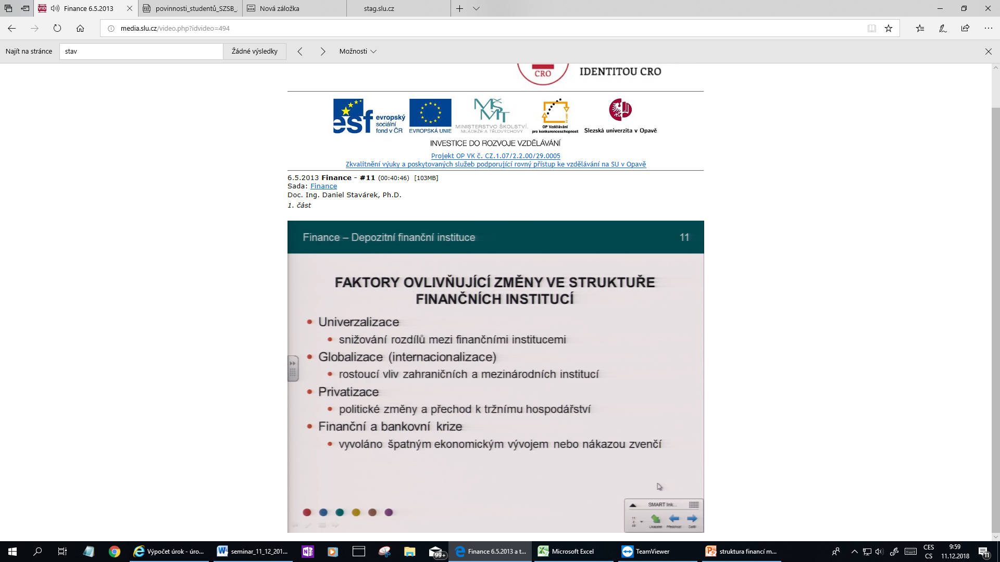 Finance 6.5.2013
povinnosti_studentů_SZSB_
Nová záložka
stag.slu.cz
media.slu.cz/video.php?idvideo=494
Najít na stránce
stav
Žádné výsledky
Možnosti
CRO
IDENTITOU CRO
esf evropský
sociální
fond v ČR
EVROPSKÁ UNIE
MŠMT
MINISTERSTVO ŠKOLSTVÍ,
MLÁDEŽE A TĚLOVÝCHOVY
OP Vzdělávání
pro konkurenceschopnost
Slezská univerzita v Opavě
INVESTICE DO ROZVOJE VZDĚLÁVÁNÍ
Projekt OP VK č. CZ.1.07/2.2.00/29.0005
Zkvalitnění výuky a poskytovaných služeb podporující rovný přístup ke vzdělávání na SU v Opavě
6.5.2013 Finance - #11 (00:40:46) [103MB]
Sada: Finance
Doc. Ing. Daniel Stavárek, Ph.D.
1. část
Finance – Depozitní finanční instituce 11
FAKTORY OVLIVŇUJÍCÍ ZMĚNY VE STRUKTUŘE
FINANČNÍCH INSTITUCÍ
• Univerzalizace
• snižování rozdílů mezi finančními institucemi
• Globalizace (internacionalizace)
• rostoucí vliv zahraničních a mezinárodních institucí
• Privatizace
• politické změny a přechod k tržnímu hospodářství
• Finanční a bankovní krize
• vyvoláno špatným ekonomickým vývojem nebo nákazou zvenčí
SMART Ink...
Ukazatel Předchozí Další
Výpočet úrok - úro...
seminar_11_12_201...
99+
Finance 6.5.2013 a t...
Microsoft Excel
TeamViewer
struktura financí m...
CES
CS
9:59
11.12.2018
11